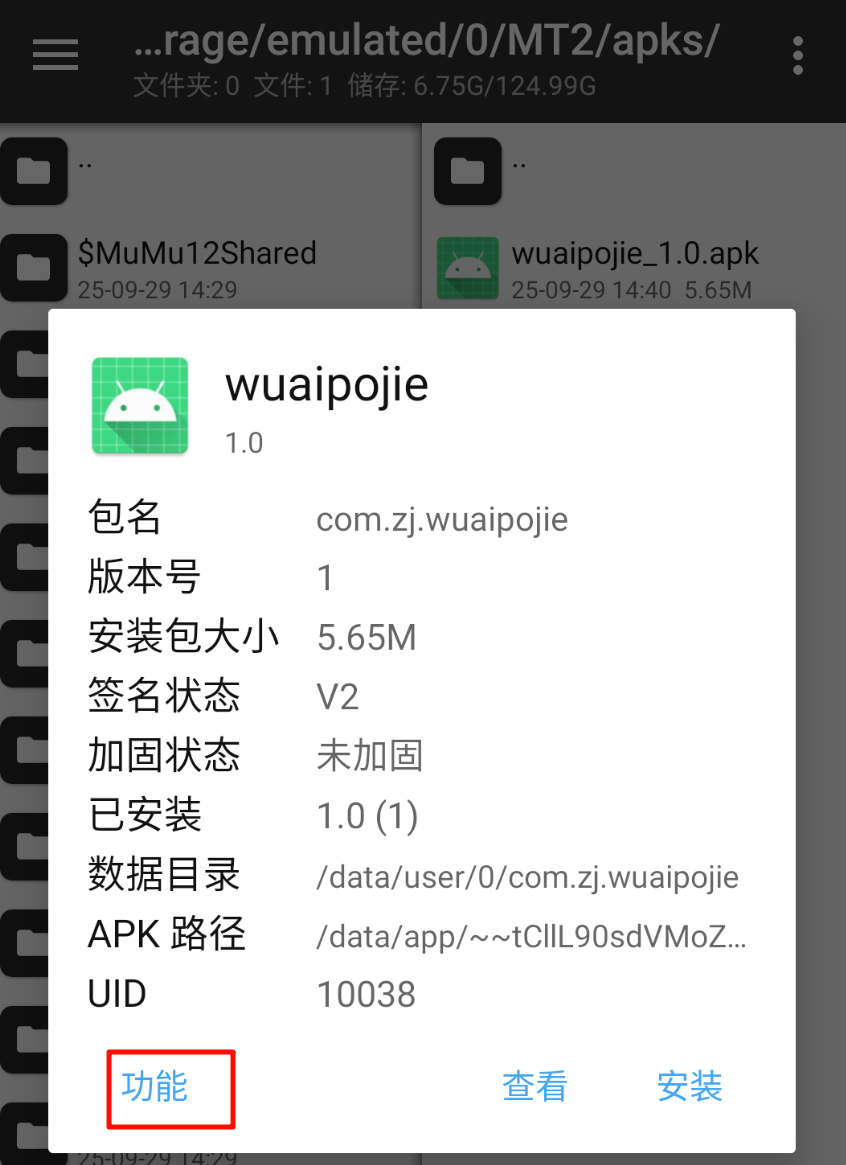 ...rage/emulated/0/MT2/apks/
文件夹: 0 文件: 1 储存: 6.75G/124.99G
..
..
$MuMu12Shared
25-09-29 14:29
wuaipojie_1.0.apk
25-09-29 14:40 5.65M
wuaipojie
1.0
包名 com.zj.wuaipojie
版本号 1
安装包大小 5.65M
签名状态 V2
加固状态 未加固
已安装 1.0 (1)
数据目录 /data/user/0/com.zj.wuaipojie
APK 路径 /data/app/~~tCllL90sdVMoZ...
UID 10038
功能 查看 安装
25-09-29 14:29